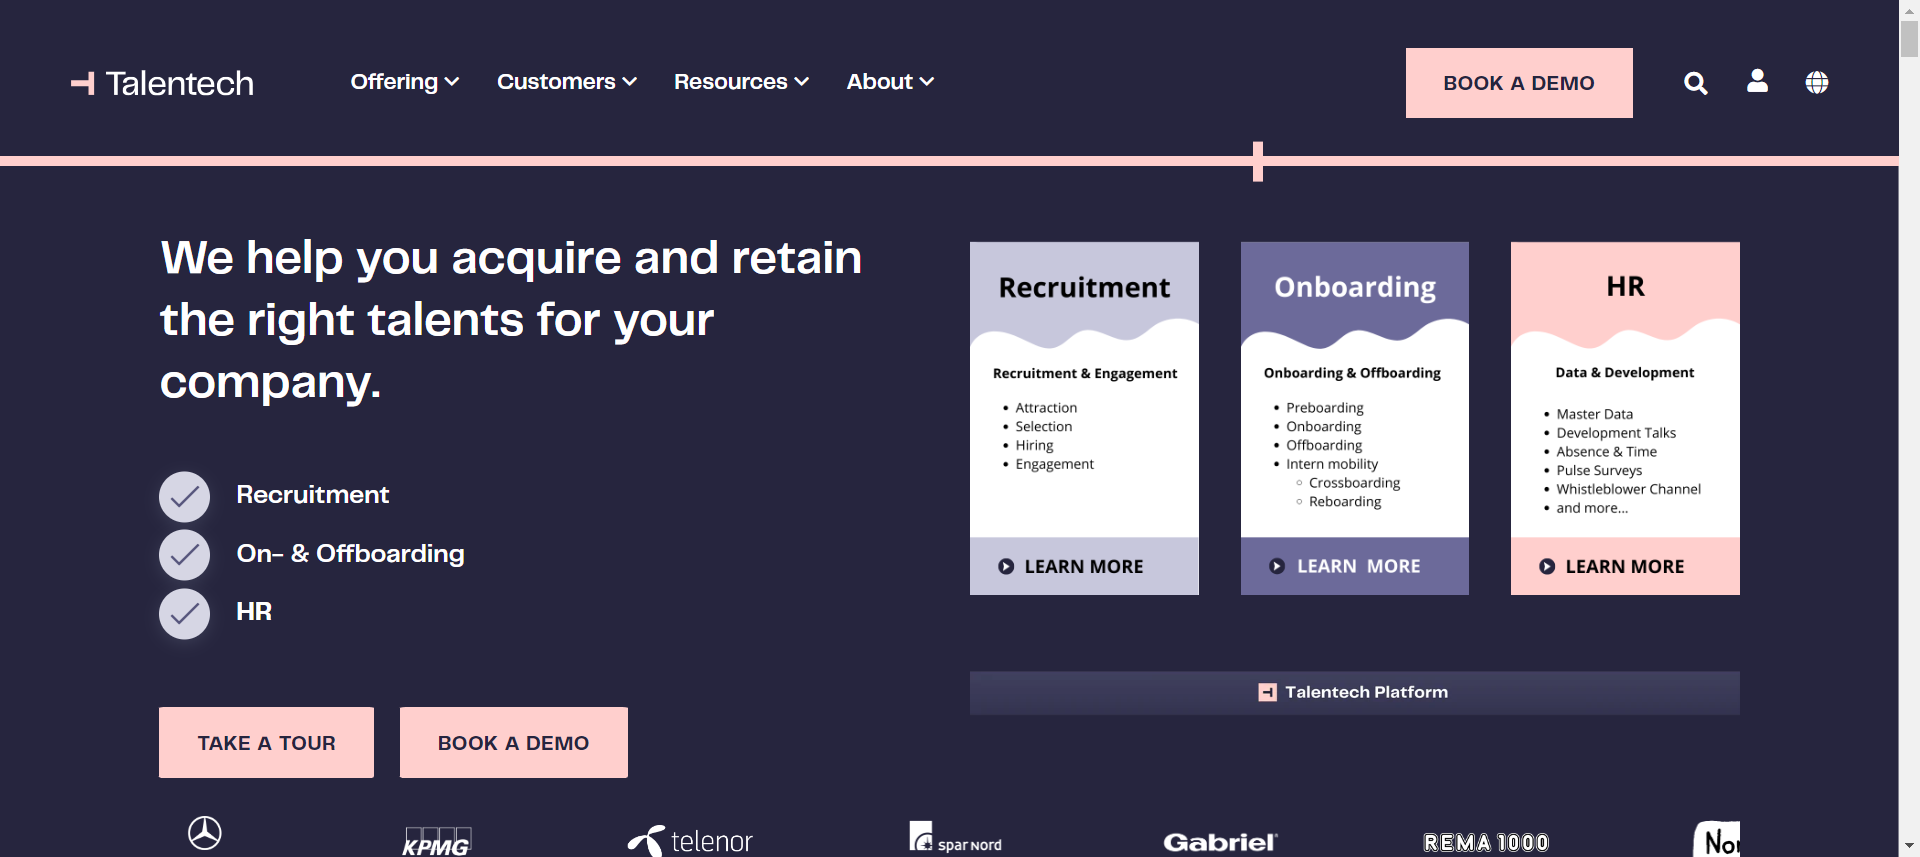 Talentech
Offering
Customers
Resources
About
BOOK A DEMO
We help you acquire and retain
the right talents for your
company.
Recruitment
On- & Offboarding
HR
TAKE A TOUR
BOOK A DEMO
Recruitment
Recruitment & Engagement
• Attraction
• Selection
• Hiring
• Engagement
LEARN MORE
Onboarding
Onboarding & Offboarding
• Preboarding
• Onboarding
• Offboarding
• Intern mobility
○ Crossboarding
○ Reboarding
LEARN MORE
HR
Data & Development
• Master Data
• Development Talks
• Absence & Time
• Pulse Surveys
• Whistleblower Channel
• and more...
LEARN MORE
Talentech Platform
KPMG
telenor
spar nord
Gabriel
REMA 1000